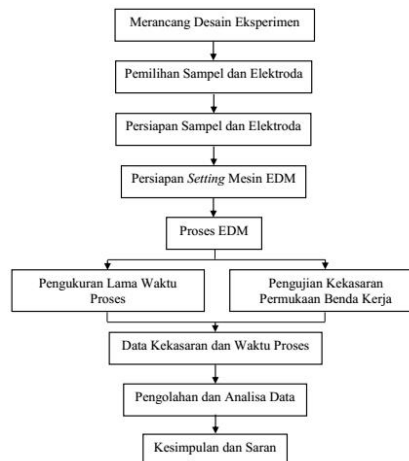 Merancang Desain Eksperimen
Pemilihan Sampel dan Elektroda
Persiapan Sampel dan Elektroda
Persiapan Setting Mesin EDM
Proses EDM
Pengukuran Lama Waktu
Proses
Pengujian Kekasaran
Permukaan Benda Kerja
Data Kekasaran dan Waktu Proses
Pengolahan dan Analisa Data
Kesimpulan dan Saran